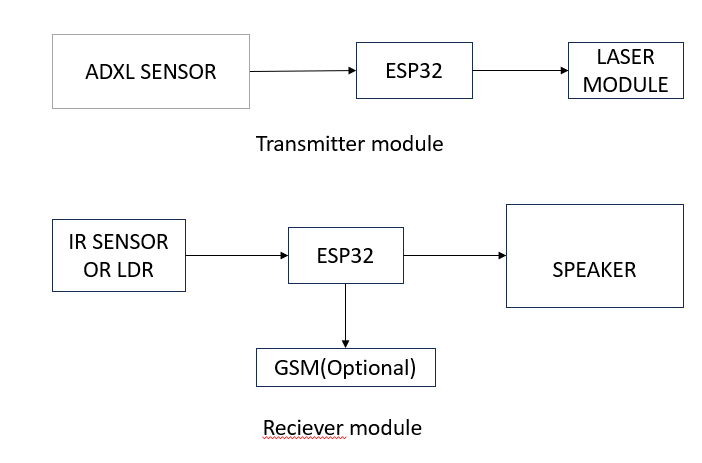 ADXL SENSOR
ESP32
LASER
MODULE
Transmitter module
IR SENSOR
OR LDR
ESP32
SPEAKER
GSM(Optional)
Reciever module